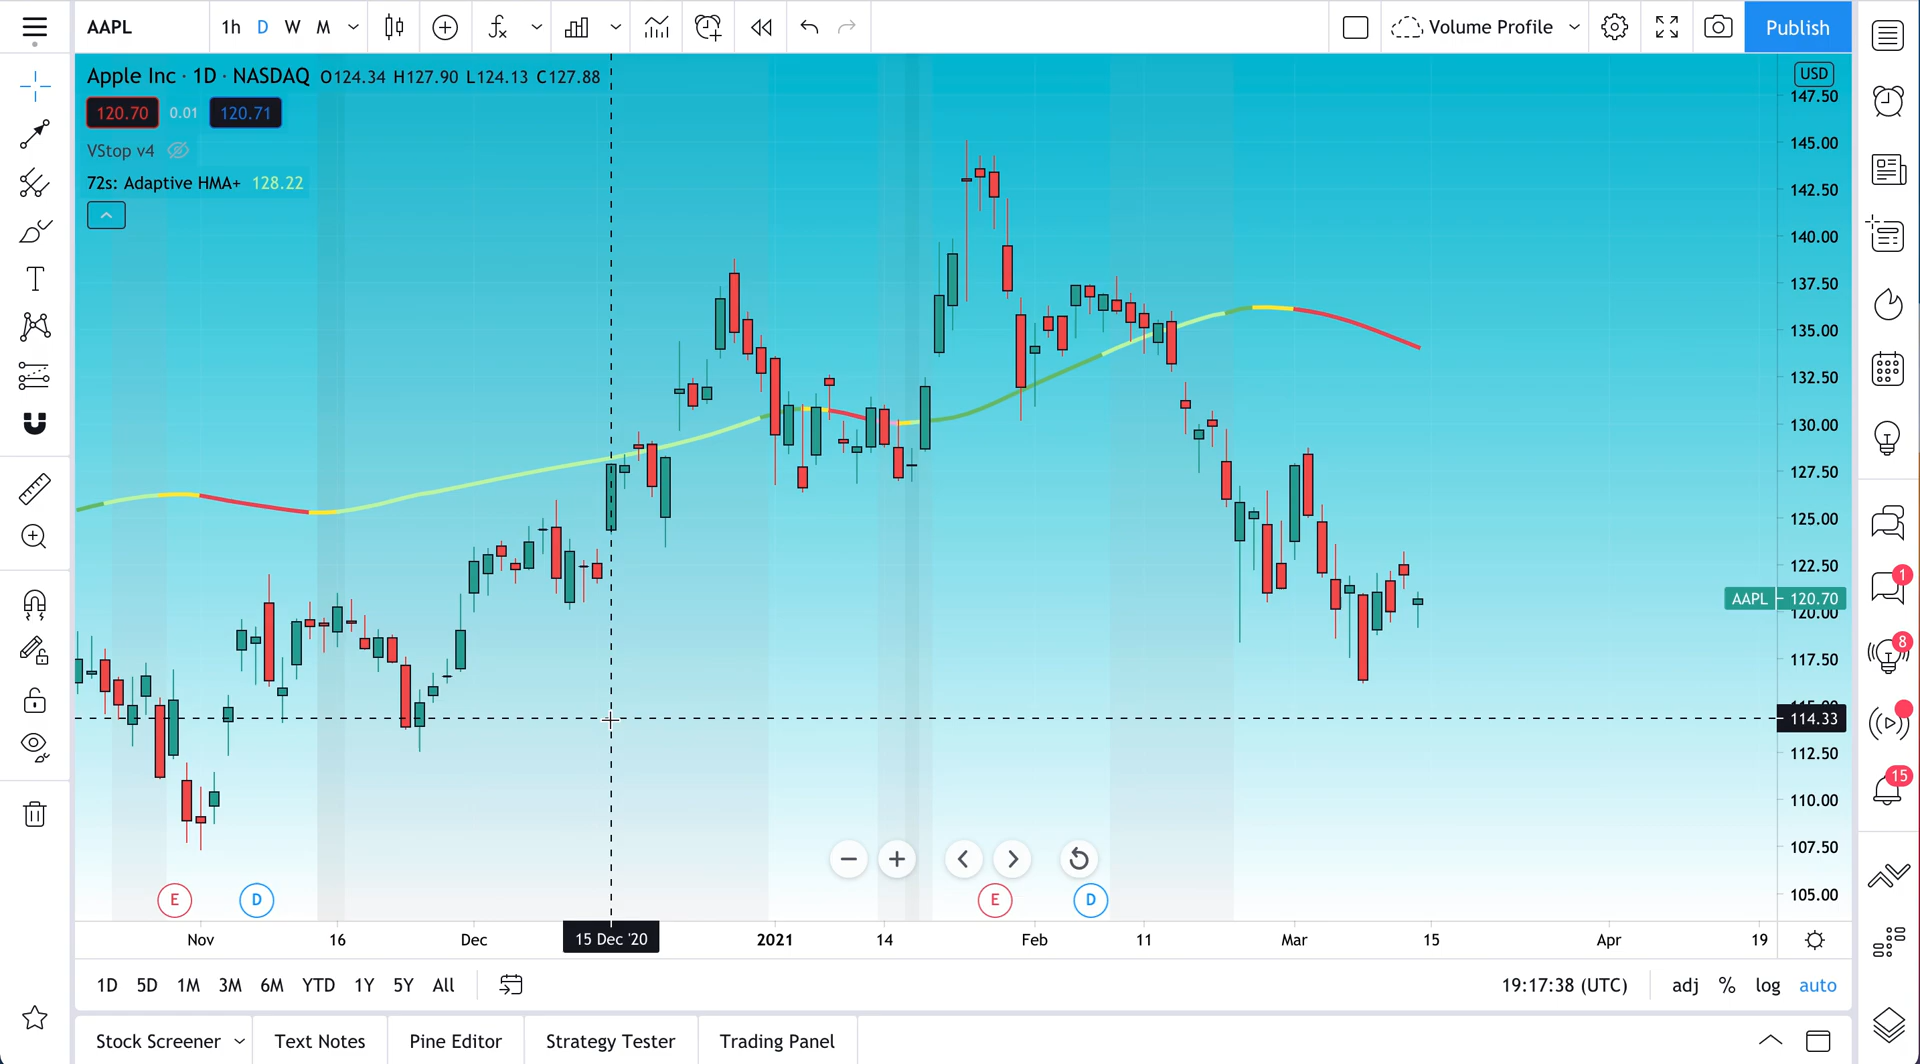 AAPL
1h D W M
Volume Profile
Publish
Apple Inc · 1D · NASDAQ O124.34 H127.90 L124.13 C127.88
120.70 0.01 120.71
VStop v4
72s: Adaptive HMA+ 128.22
USD
147.50
145.00
142.50
140.00
137.50
135.00
132.50
130.00
127.50
125.00
122.50
AAPL 120.70
120.00
117.50
114.33
112.50
110.00
107.50
105.00
E D E D
Nov 16 Dec 15 Dec '20 2021 14 Feb 11 Mar 15 Apr 19
1D 5D 1M 3M 6M YTD 1Y 5Y All
19:17:38 (UTC) adj % log auto
Stock Screener Text Notes Pine Editor Strategy Tester Trading Panel
1
8
15